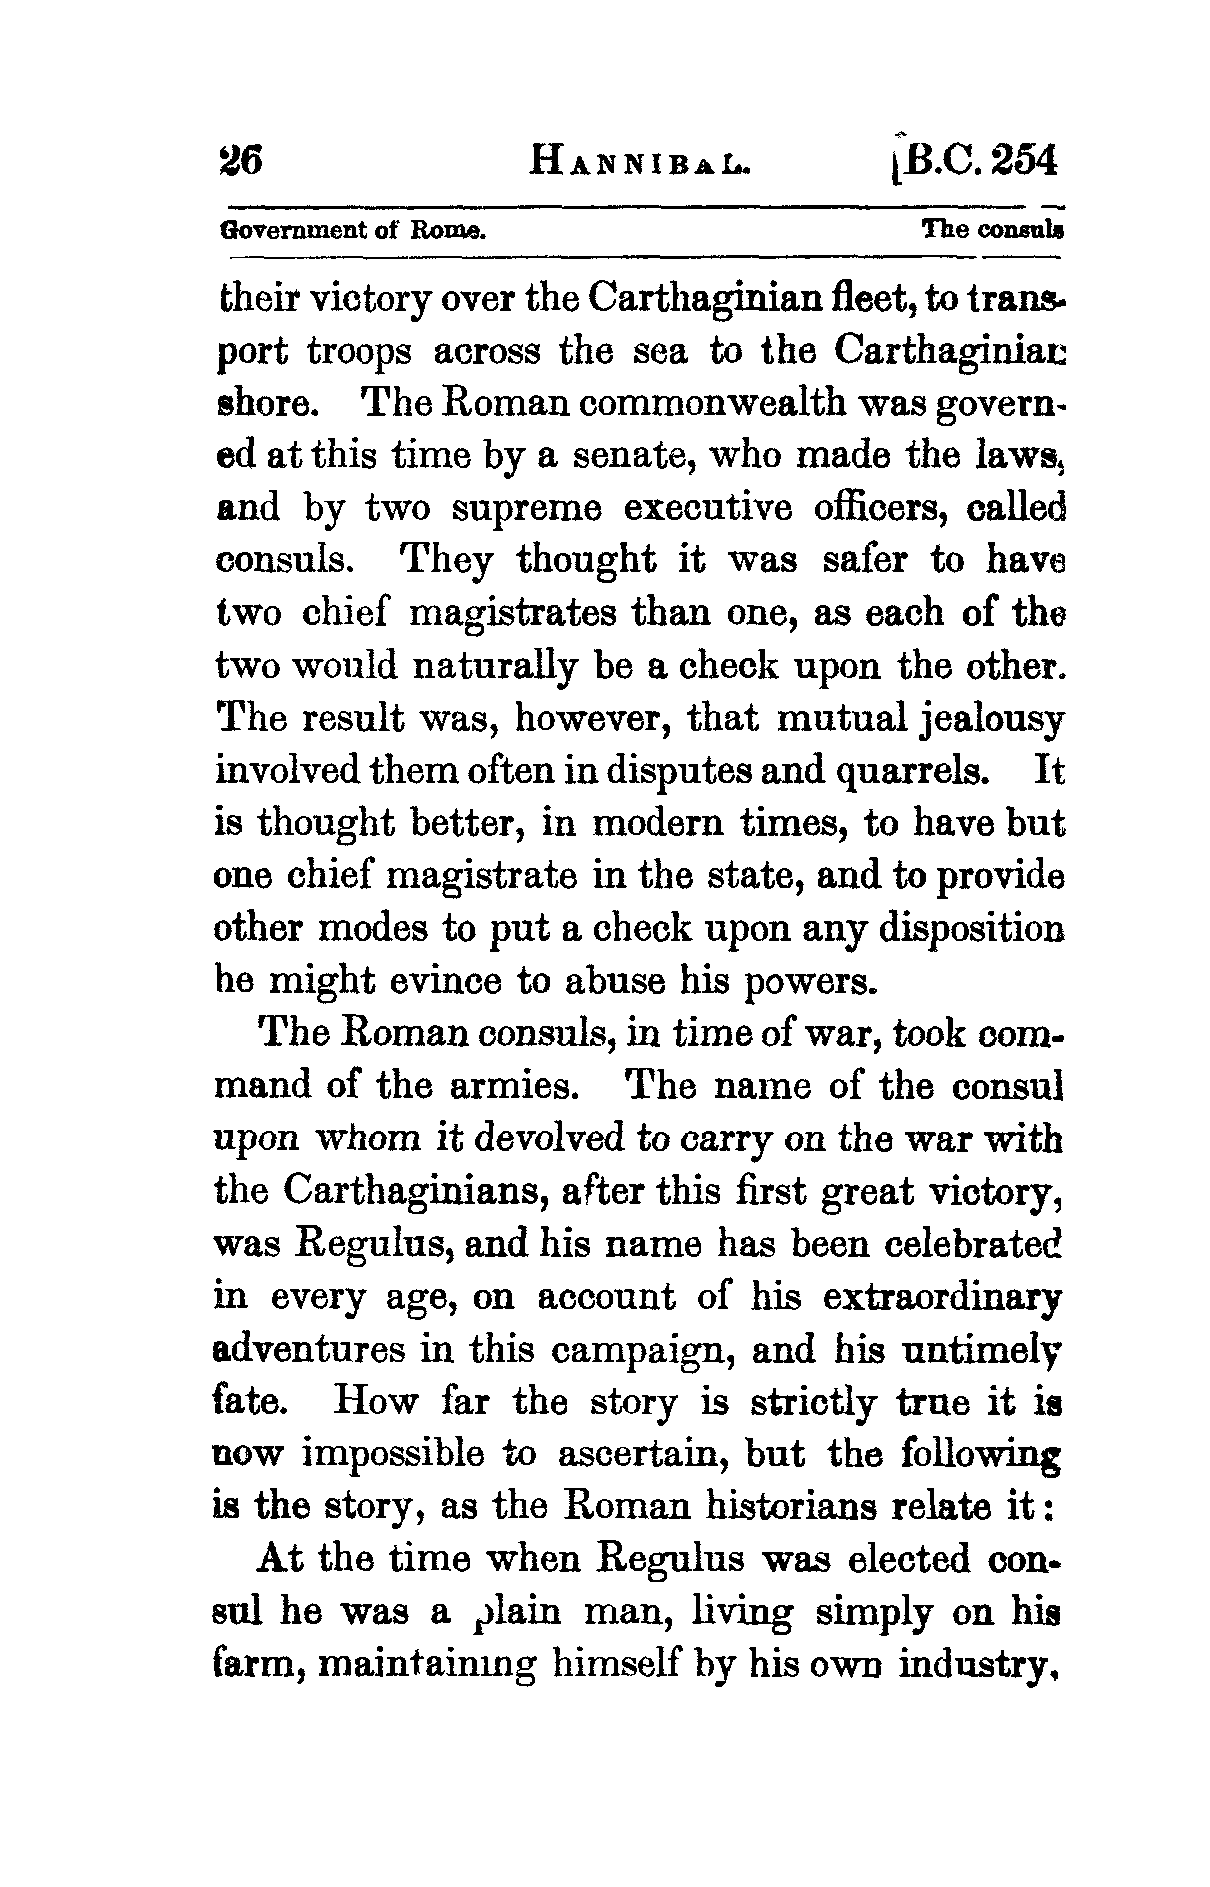 26 HANNIBAL. [B.C. 254
Government of Rome. The consuls
their victory over the Carthaginian fleet, to trans-
port troops across the sea to the Carthaginian
shore. The Roman commonwealth was govern-
ed at this time by a senate, who made the laws,
and by two supreme executive officers, called
consuls. They thought it was safer to have
two chief magistrates than one, as each of the
two would naturally be a check upon the other.
The result was, however, that mutual jealousy
involved them often in disputes and quarrels. It
is thought better, in modern times, to have but
one chief magistrate in the state, and to provide
other modes to put a check upon any disposition
he might evince to abuse his powers.
The Roman consuls, in time of war, took com-
mand of the armies. The name of the consul
upon whom it devolved to carry on the war with
the Carthaginians, after this first great victory,
was Regulus, and his name has been celebrated
in every age, on account of his extraordinary
adventures in this campaign, and his untimely
fate. How far the story is strictly true it is
now impossible to ascertain, but the following
is the story, as the Roman historians relate it:
At the time when Regulus was elected con-
sul he was a plain man, living simply on his
farm, maintaining himself by his own industry,